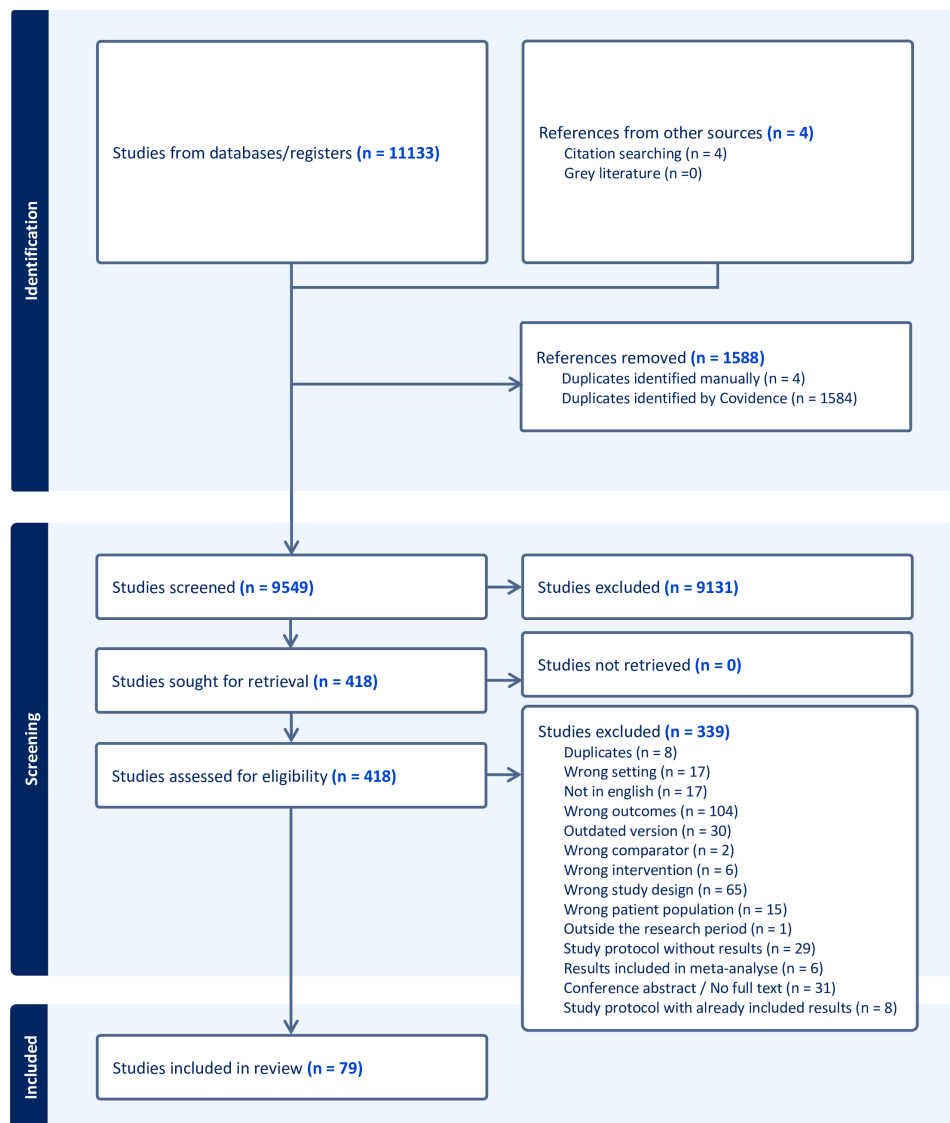 Identification
Studies from databases/registers (n = 11133)
References from other sources (n = 4)
Citation searching (n = 4)
Grey literature (n =0)
References removed (n = 1588)
Duplicates identified manually (n = 4)
Duplicates identified by Covidence (n = 1584)
Screening
Studies screened (n = 9549)
Studies excluded (n = 9131)
Studies sought for retrieval (n = 418)
Studies not retrieved (n = 0)
Studies assessed for eligibility (n = 418)
Studies excluded (n = 339)
Duplicates (n = 8)
Wrong setting (n = 17)
Not in english (n = 17)
Wrong outcomes (n = 104)
Outdated version (n = 30)
Wrong comparator (n = 2)
Wrong intervention (n = 6)
Wrong study design (n = 65)
Wrong patient population (n = 15)
Outside the research period (n = 1)
Study protocol without results (n = 29)
Results included in meta-analyse (n = 6)
Conference abstract / No full text (n = 31)
Study protocol with already included results (n = 8)
Included
Studies included in review (n = 79)